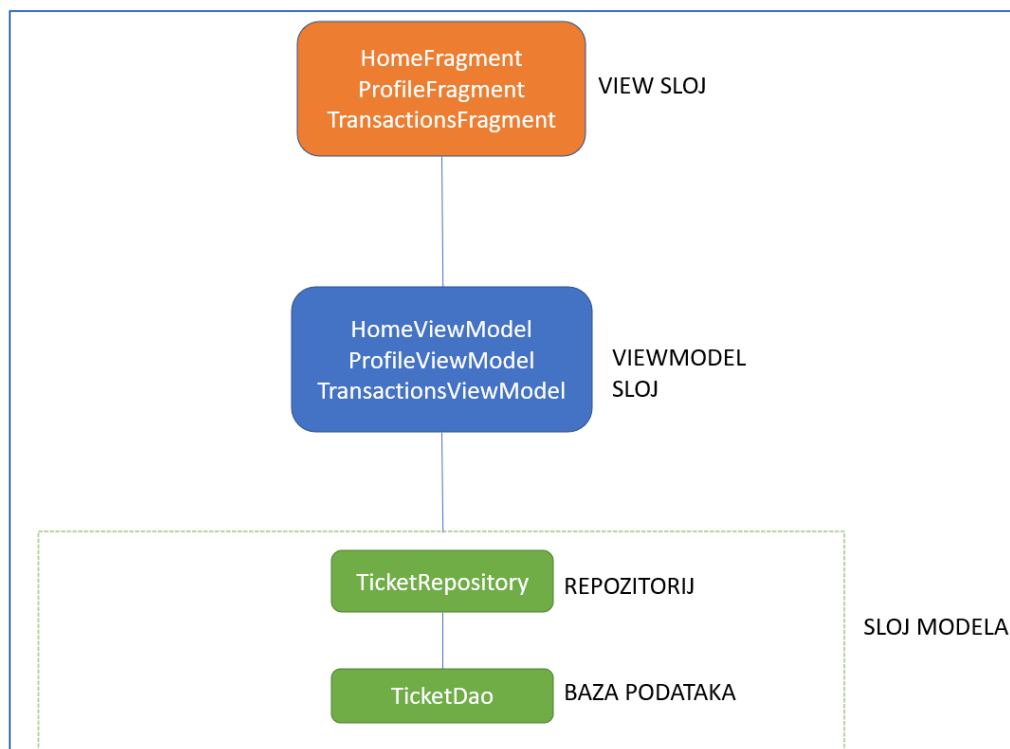 HomeFragment
ProfileFragment
TransactionsFragment
VIEW SLOJ
HomeViewModel
ProfileViewModel
TransactionsViewModel
VIEWMODEL
SLOJ
TicketRepository
REPOZITORIJ
SLOJ MODELA
TicketDao
BAZA PODATAKA